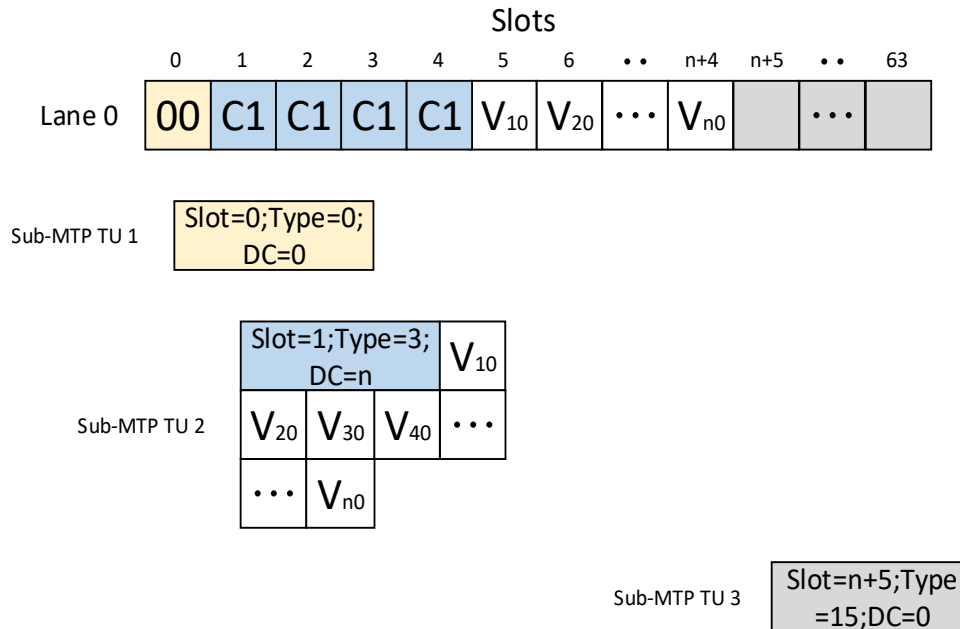 Slots
0 1 2 3 4 5 6 •• n+4 n+5 •• 63
Lane 0 00 C1 C1 C1 C1 V10 V20 ··· Vn0 ···
Sub-MTP TU 1
Slot=0;Type=0;
DC=0
Slot=1;Type=3;
DC=n
V10
Sub-MTP TU 2
V20 V30 V40 ···
··· Vn0
Sub-MTP TU 3
Slot=n+5;Type
=15;DC=0